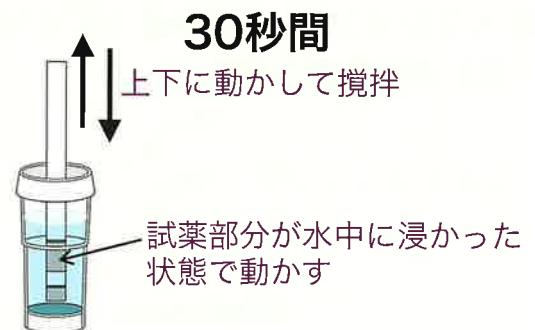 30秒間
上下に動かして撹拌
試薬部分が水中に浸かった
状態で動かす